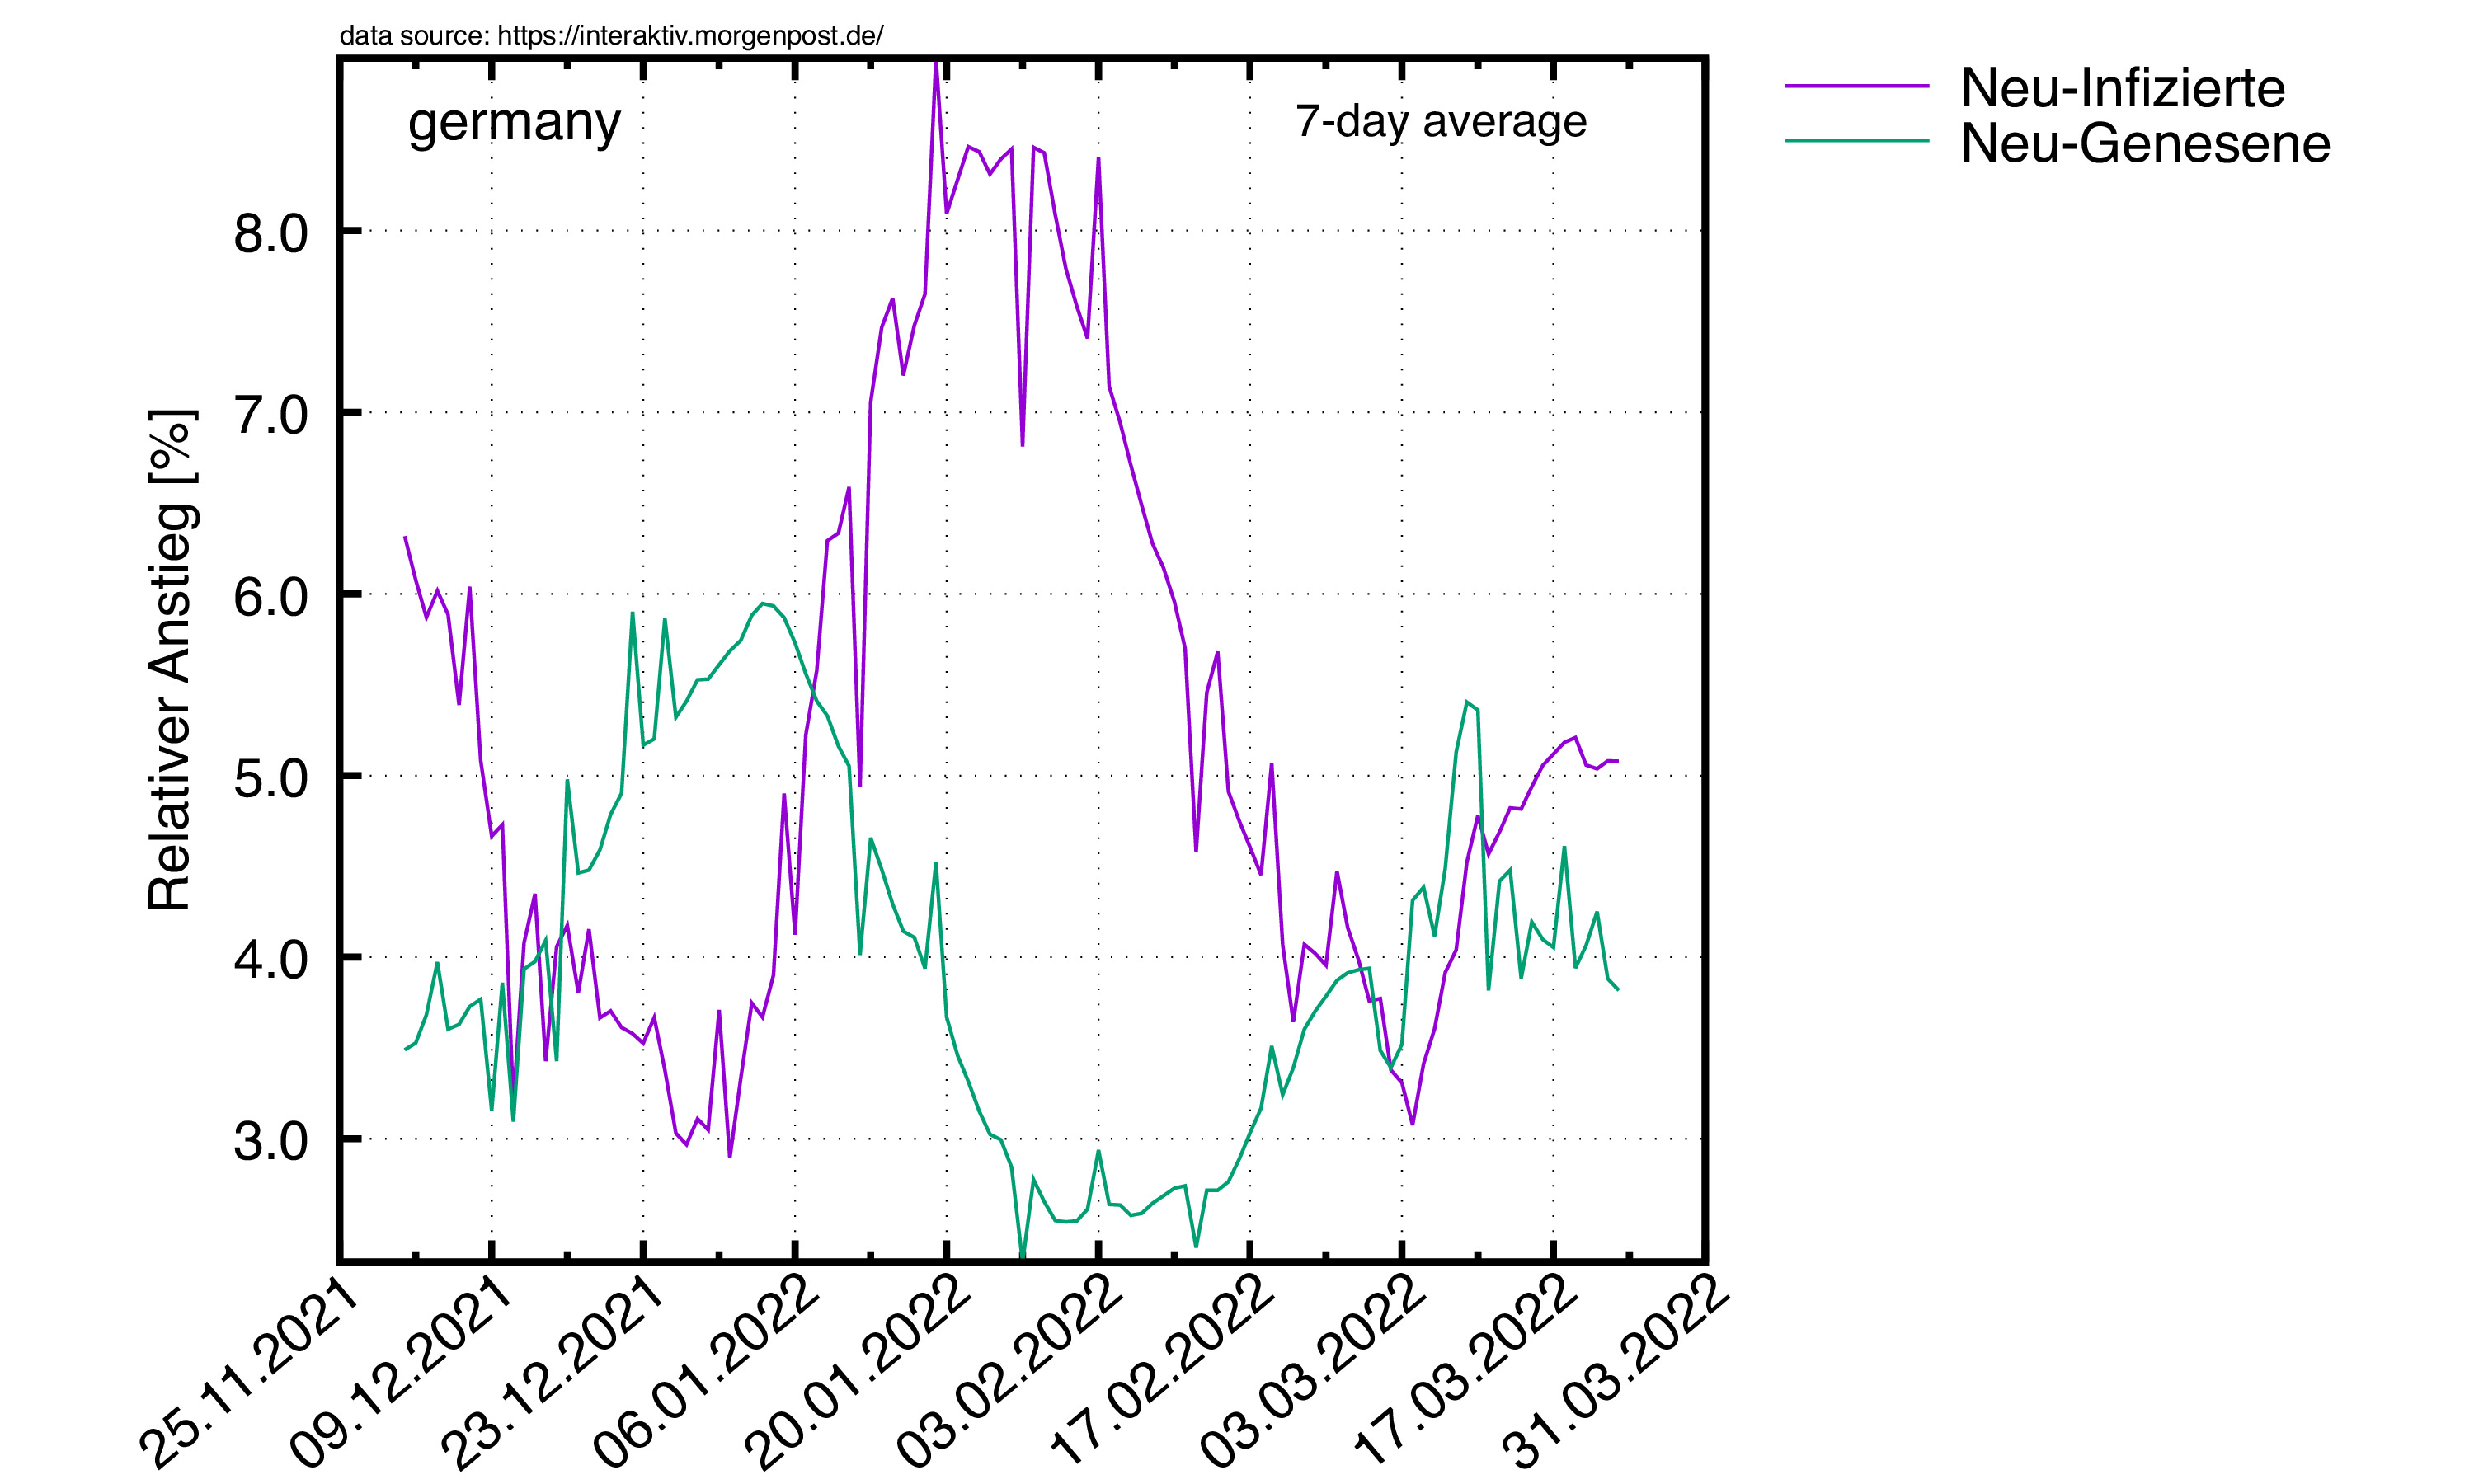 data source: https://interaktiv.morgenpost.de/
germany
7-day average
Neu-Infizierte
Neu-Genesene
Relativer Anstieg [%]
8.0
7.0
6.0
5.0
4.0
3.0
25.11.2021
09.12.2021
23.12.2021
06.01.2022
20.01.2022
03.02.2022
17.02.2022
03.03.2022
17.03.2022
31.03.2022